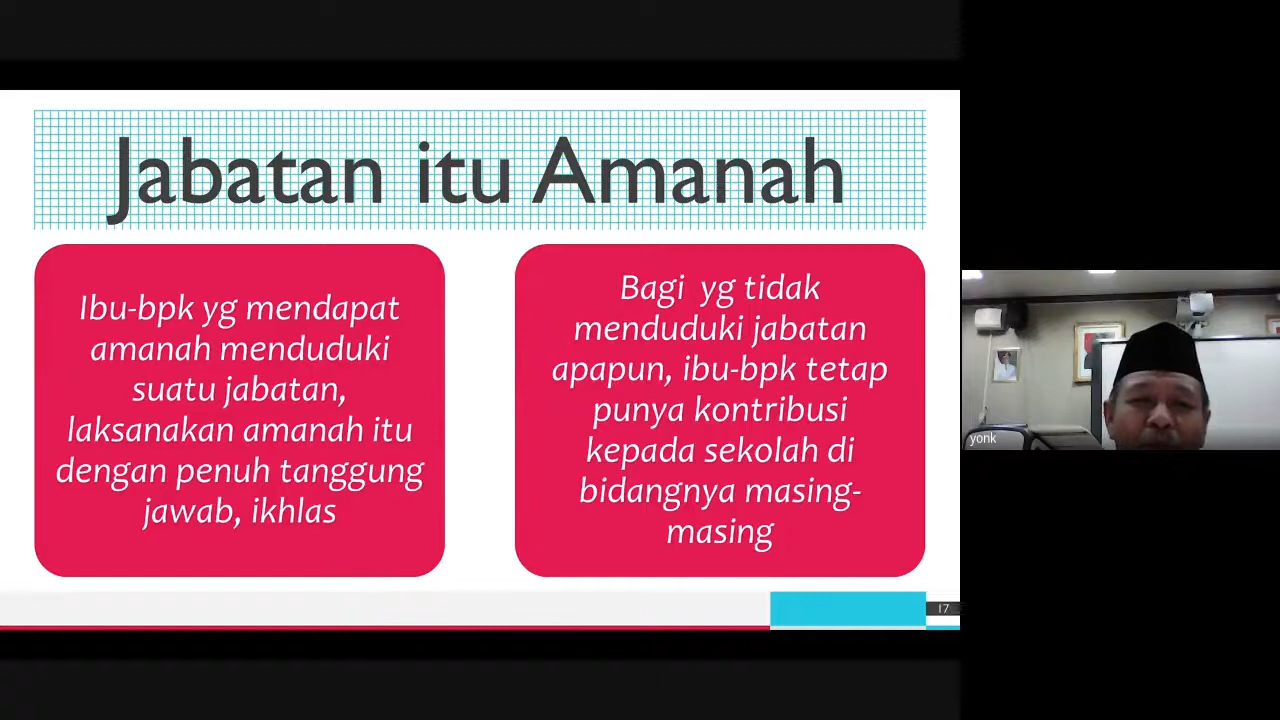 Jabatan itu Amanah
Ibu-bpk yg mendapat
amanah menduduki
suatu jabatan,
laksanakan amanah itu
dengan penuh tanggung
jawab, ikhlas
Bagi yg tidak
menduduki jabatan
apapun, ibu-bpk tetap
punya kontribusi
kepada sekolah di
bidangnya masing-
masing
17
yonk